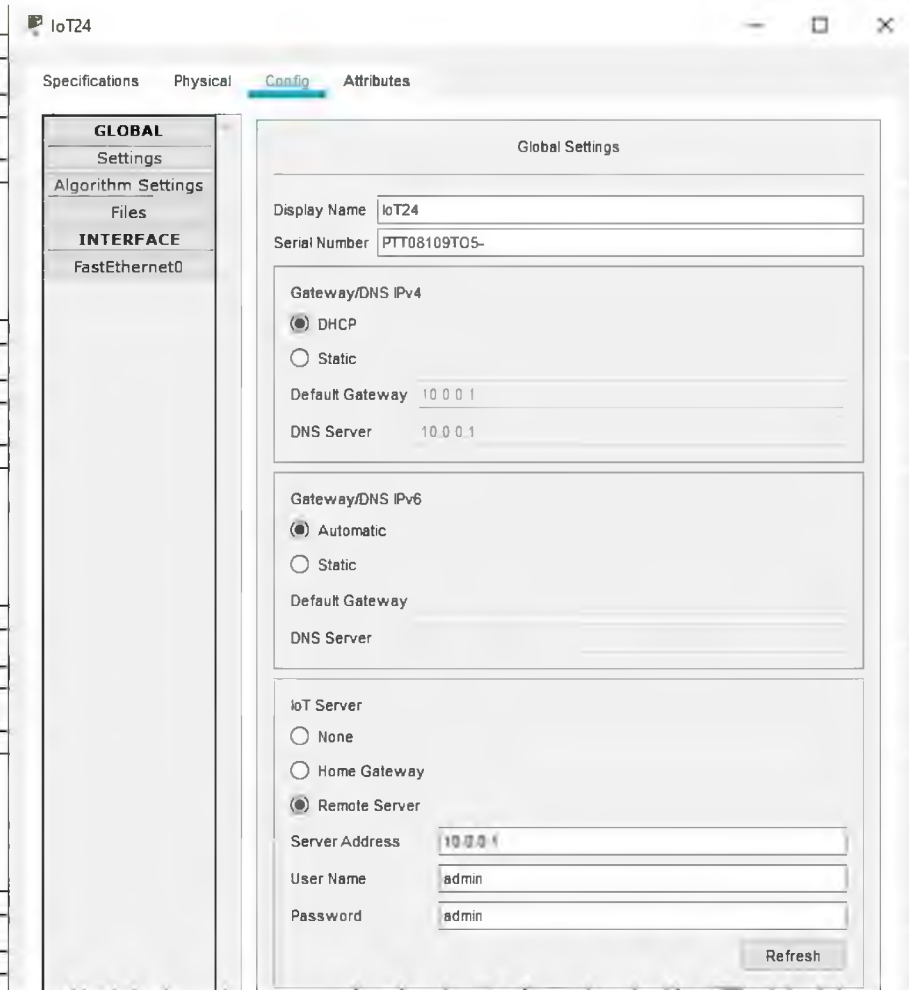 IoT24
Specifications Physical Config Attributes
GLOBAL
Settings
Algorithm Settings
Files
INTERFACE
FastEthernet0
Global Settings
Display Name IoT24
Serial Number PTT08109TO5-
Gateway/DNS IPv4
DHCP
Static
Default Gateway 10.0.0.1
DNS Server 10.0.0.1
Gateway/DNS IPv6
Automatic
Static
Default Gateway
DNS Server
IoT Server
None
Home Gateway
Remote Server
Server Address 10.0.0.1
User Name admin
Password admin
Refresh